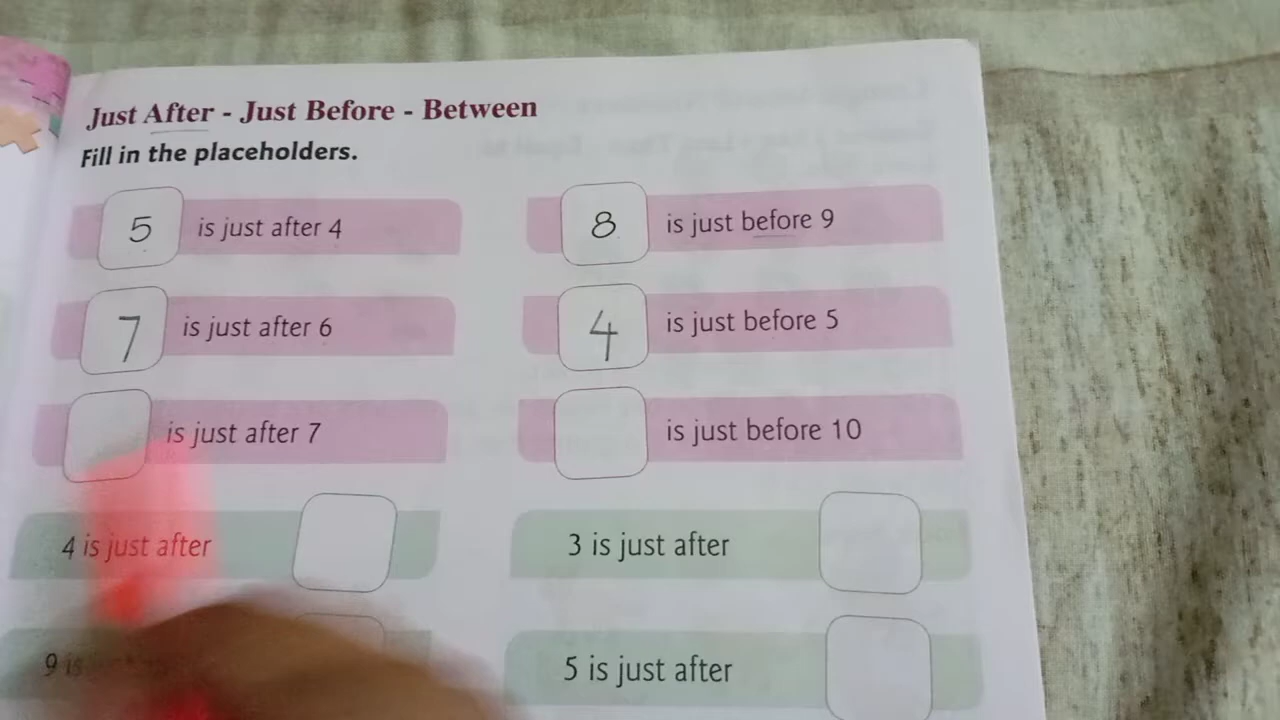 Just After - Just Before - Between
Fill in the placeholders.
5 is just after 4
8 is just before 9
7 is just after 6
4 is just before 5
is just after 7
is just before 10
4 is just after
3 is just after
9 is
5 is just after